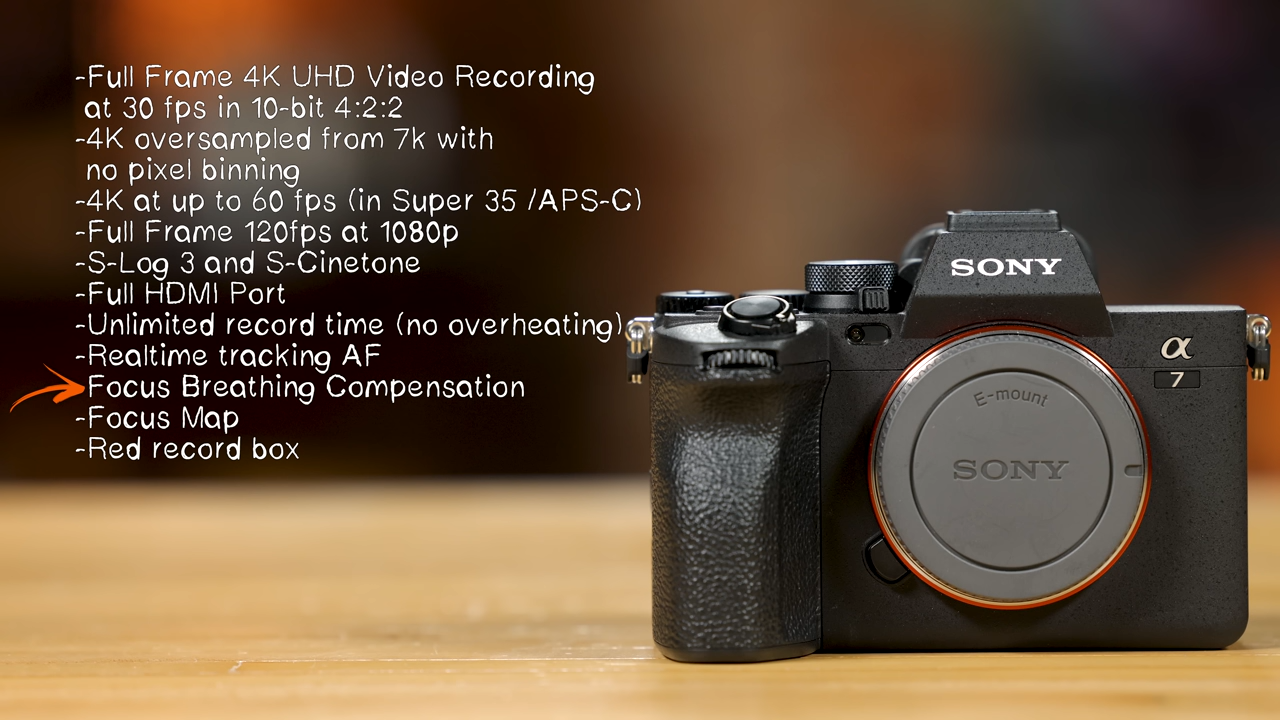 -Full Frame 4K UHD Video Recording
at 30 fps in 10-bit 4:2:2
-4K oversampled from 7k with
no pixel binning
-4K at up to 60 fps (in Super 35 /APS-C)
-Full Frame 120fps at 1080p
-S-Log 3 and S-Cinetone
-Full HDMI Port
-Unlimited record time (no overheating)
-Realtime tracking AF
-Focus Breathing Compensation
-Focus Map
-Red record box
SONY
α
7
E-mount
SONY